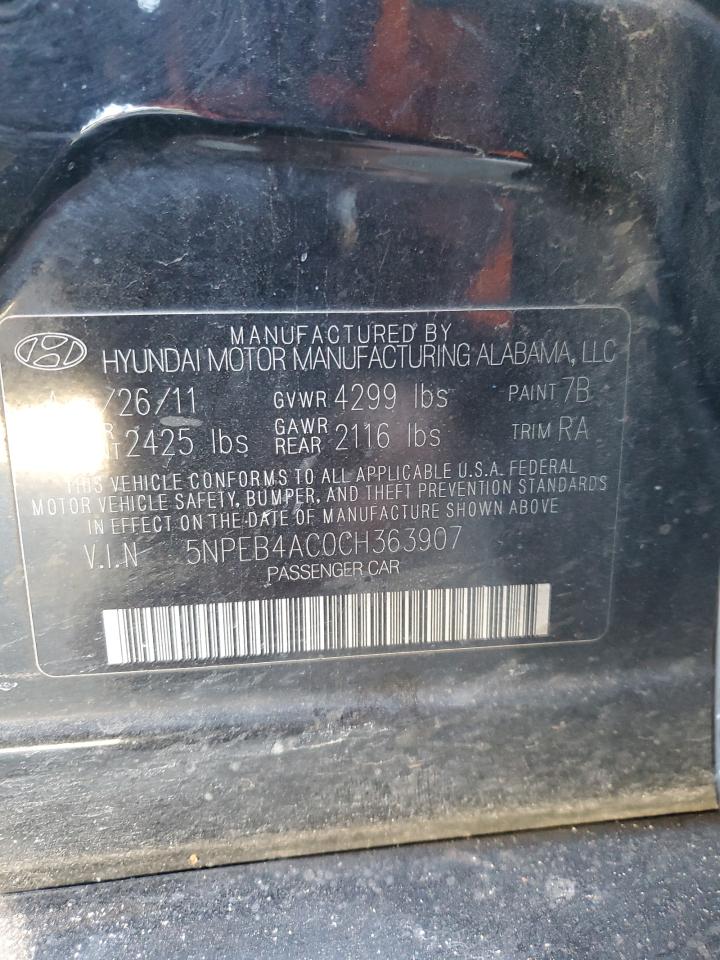 MANUFACTURED BY
HYUNDAI MOTOR MANUFACTURING ALABAMA, LLC
/26/11 GVWR 4299 lbs PAINT 7B
2425 lbs GAWR REAR 2116 lbs TRIM RA
THIS VEHICLE CONFORMS TO ALL APPLICABLE U.S.A. FEDERAL
MOTOR VEHICLE SAFETY, BUMPER, AND THEFT PREVENTION STANDARDS
IN EFFECT ON THE DATE OF MANUFACTURE SHOWN ABOVE
V.I.N 5NPEB4AC0CH363907
PASSENGER CAR